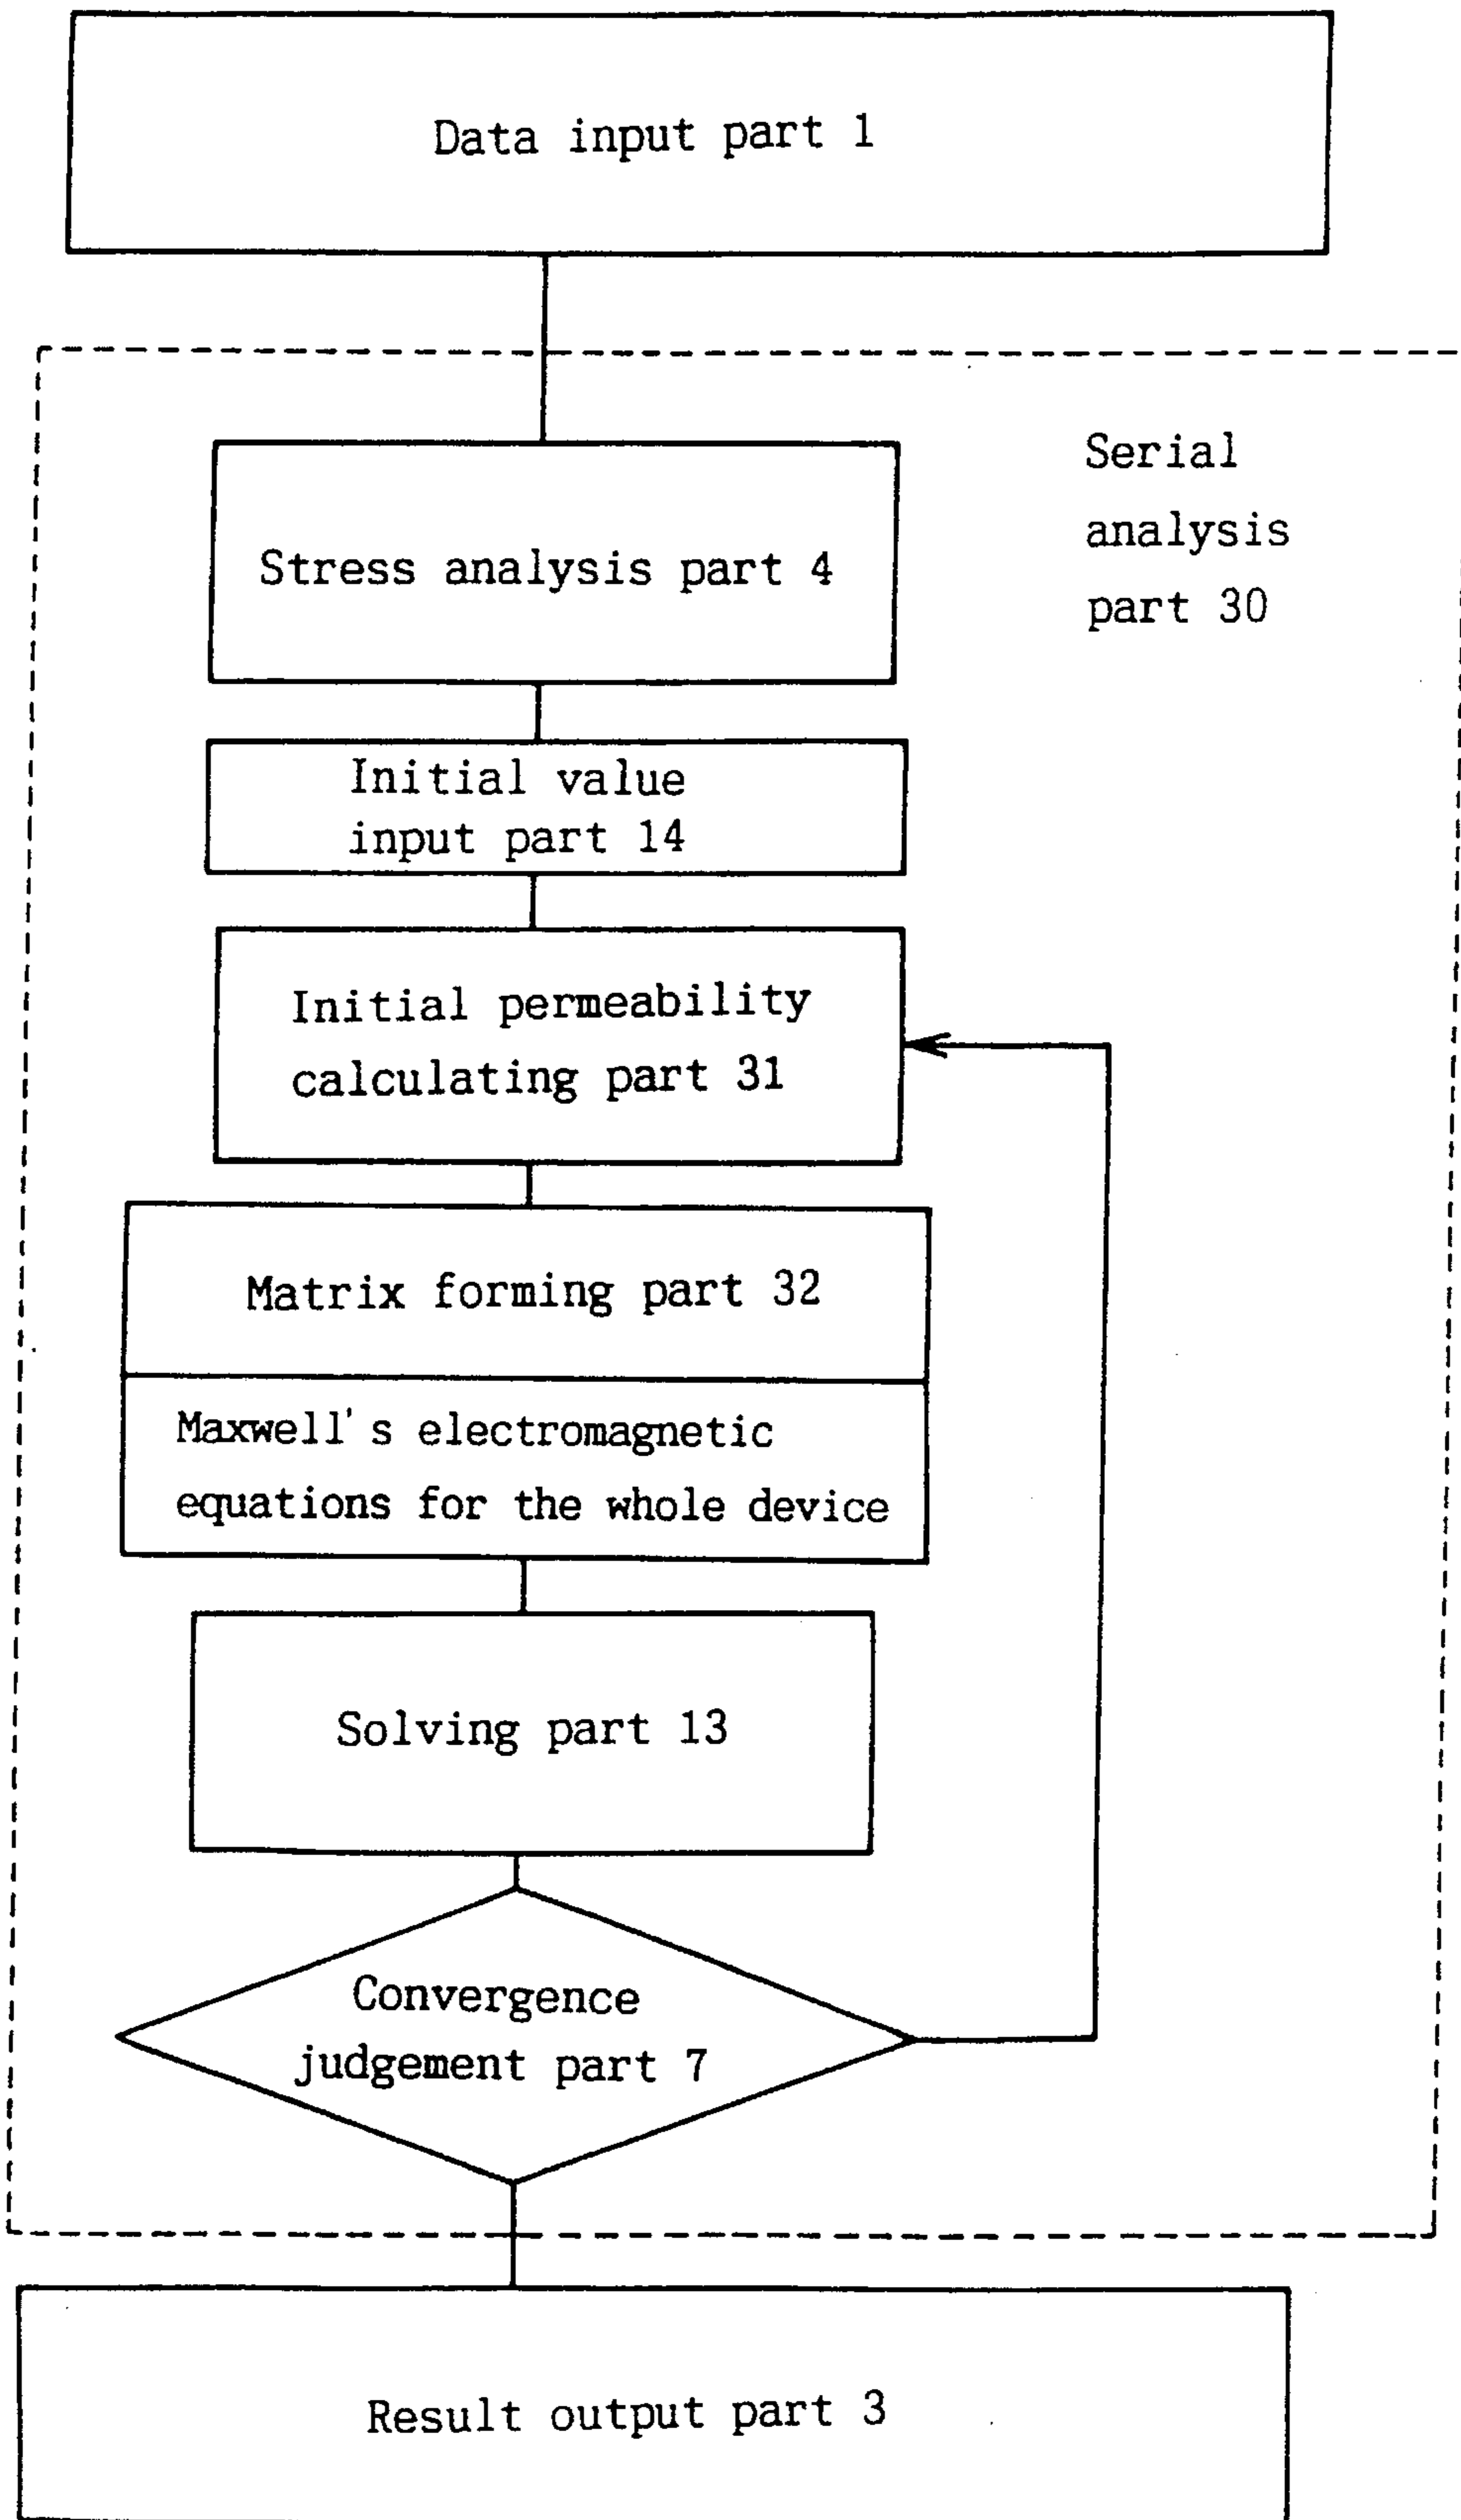 Data input part 1
Serial
analysis
part 30
Stress analysis part 4
Initial value
input part 14
Initial permeability
calculating part 31
Matrix forming part 32
Maxwell's electromagnetic
equations for the whole device
Solving part 13
Convergence
judgement part 7
Result output part 3